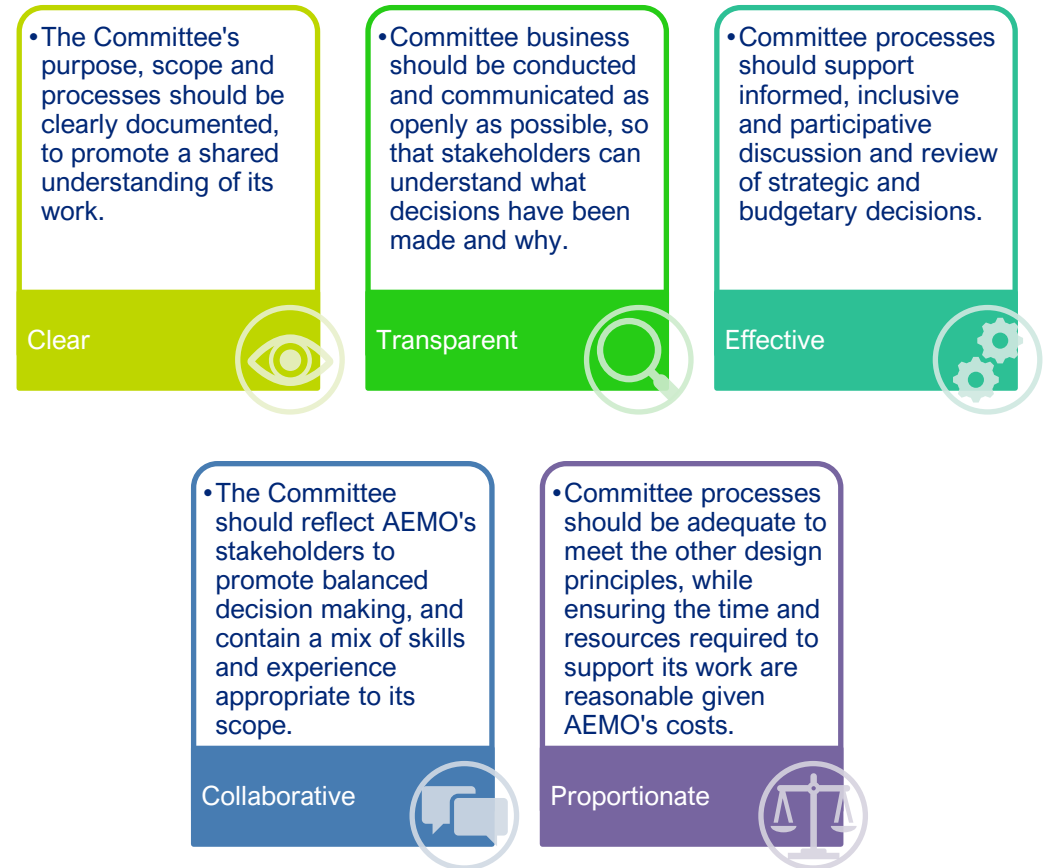 •The Committee's
purpose, scope and
processes should be
clearly documented,
to promote a shared
understanding of its
work.
Clear
•Committee business
should be conducted
and communicated as
openly as possible, so
that stakeholders can
understand what
decisions have been
made and why.
Transparent
•Committee processes
should support
informed, inclusive
and participative
discussion and review
of strategic and
budgetary decisions.
Effective
•The Committee
should reflect AEMO's
stakeholders to
promote balanced
decision making, and
contain a mix of skills
and experience
appropriate to its
scope.
Collaborative
•Committee processes
should be adequate to
meet the other design
principles, while
ensuring the time and
resources required to
support its work are
reasonable given
AEMO's costs.
Proportionate